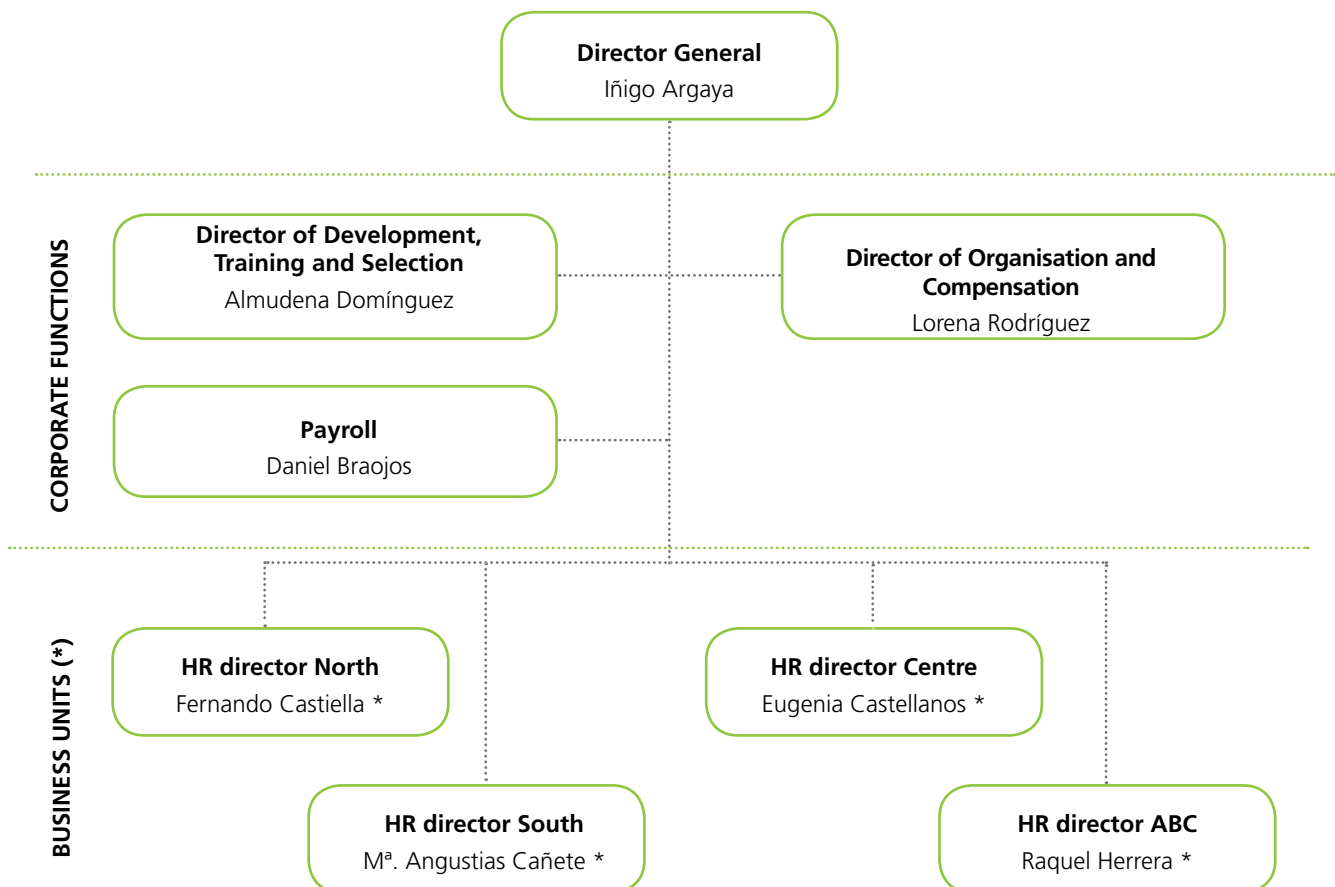 Director General
Iñigo Argaya
CORPORATE FUNCTIONS
Director of Development,
Training and Selection
Almudena Domínguez
Director of Organisation and
Compensation
Lorena Rodríguez
Payroll
Daniel Braojos
BUSINESS UNITS (*)
HR director North
Fernando Castiella *
HR director Centre
Eugenia Castellanos *
HR director South
Mª. Angustias Cañete *
HR director ABC
Raquel Herrera *